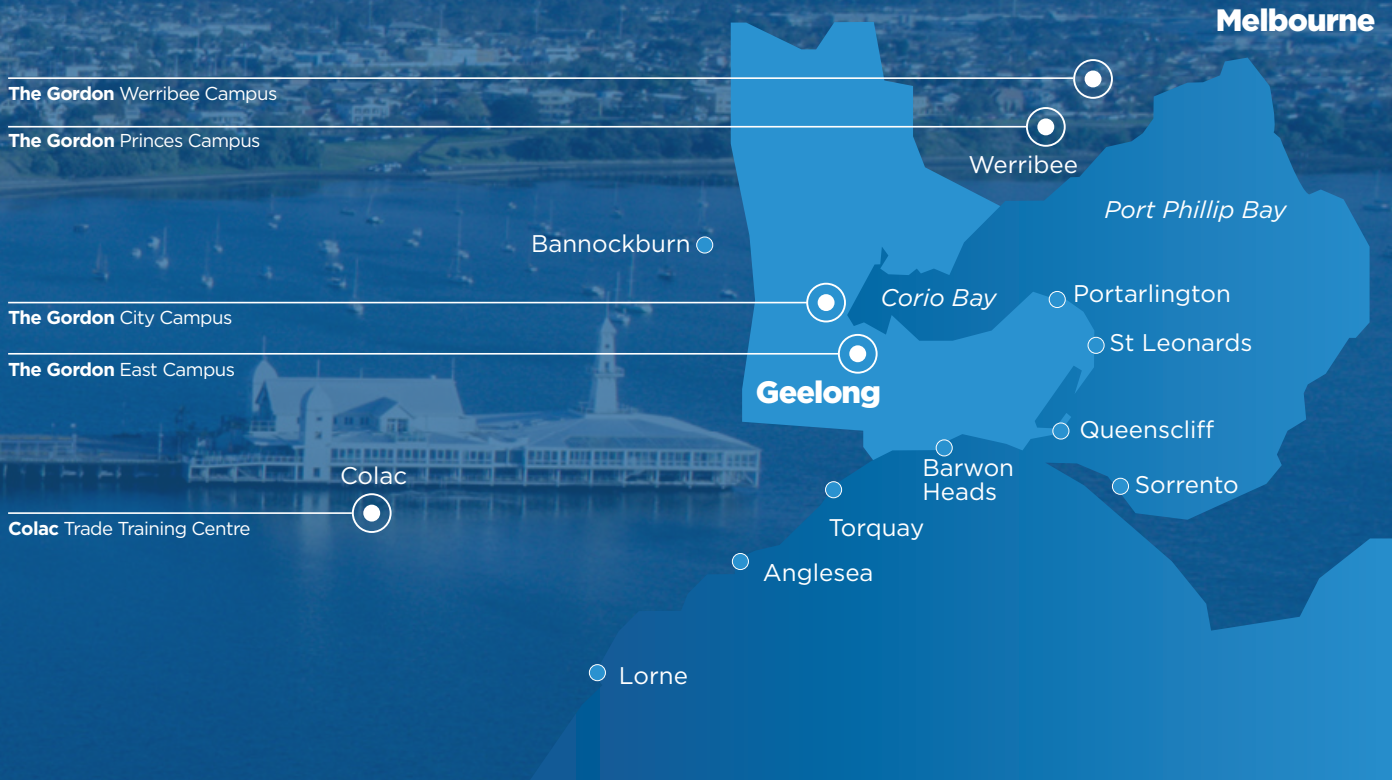 Melbourne
The Gordon Werribee Campus
The Gordon Princes Campus
Werribee
Port Phillip Bay
Bannockburn
Corio Bay
Portarlington
The Gordon City Campus
St Leonards
The Gordon East Campus
Geelong
Queenscliff
Barwon
Heads
Colac
Sorrento
Colac Trade Training Centre
Torquay
Anglesea
Lorne